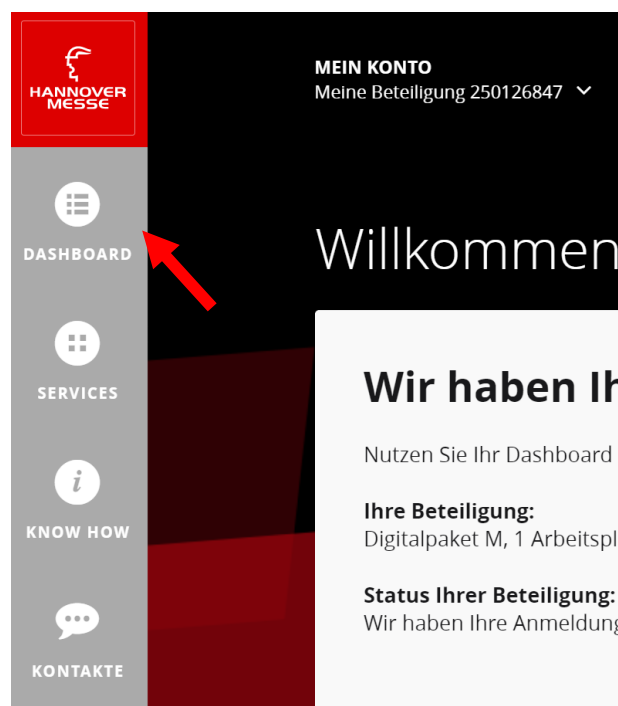 HANNOVER
MESSE
DASHBOARD
SERVICES
KNOW HOW
KONTAKTE
MEIN KONTO
Meine Beteiligung 250126847
Willkommen
Wir haben Ih
Nutzen Sie Ihr Dashboard
Ihre Beteiligung:
Digitalpaket M, 1 Arbeitspl
Status Ihrer Beteiligung:
Wir haben Ihre Anmeldung